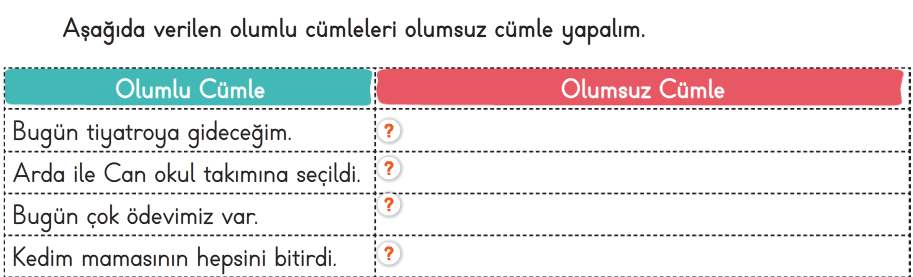 Aşağıda verilen olumlu cümleleri olumsuz cümle yapalım.
Olumlu Cümle Olumsuz Cümle
Bugün tiyatroya gideceğim. ?
Arda ile Can okul takımına seçildi. ?
Bugün çok ödevimiz var. ?
Kedim mamasının hepsini bitirdi. ?